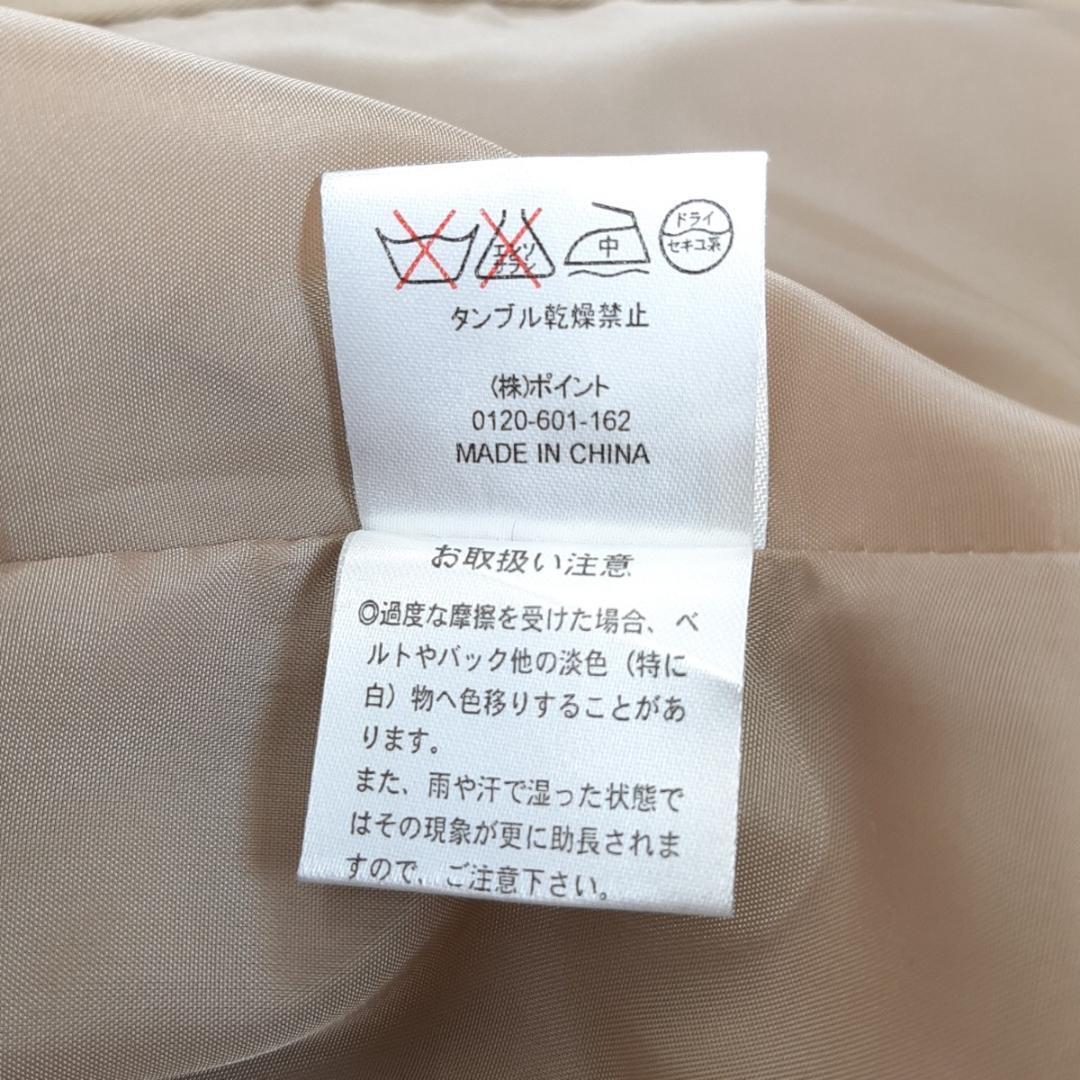 エンソ
サラシ
中
ドライ
セキユ系
タンブル乾燥禁止
(株)ポイント
0120-601-162
MADE IN CHINA
お取扱い注意
◎過度な摩擦を受けた場合、ベ
ルトやバック他の淡色（特に
白）物へ色移りすることがあ
ります。
また、雨や汗で湿った状態で
はその現象が更に助長されま
すので、ご注意下さい。